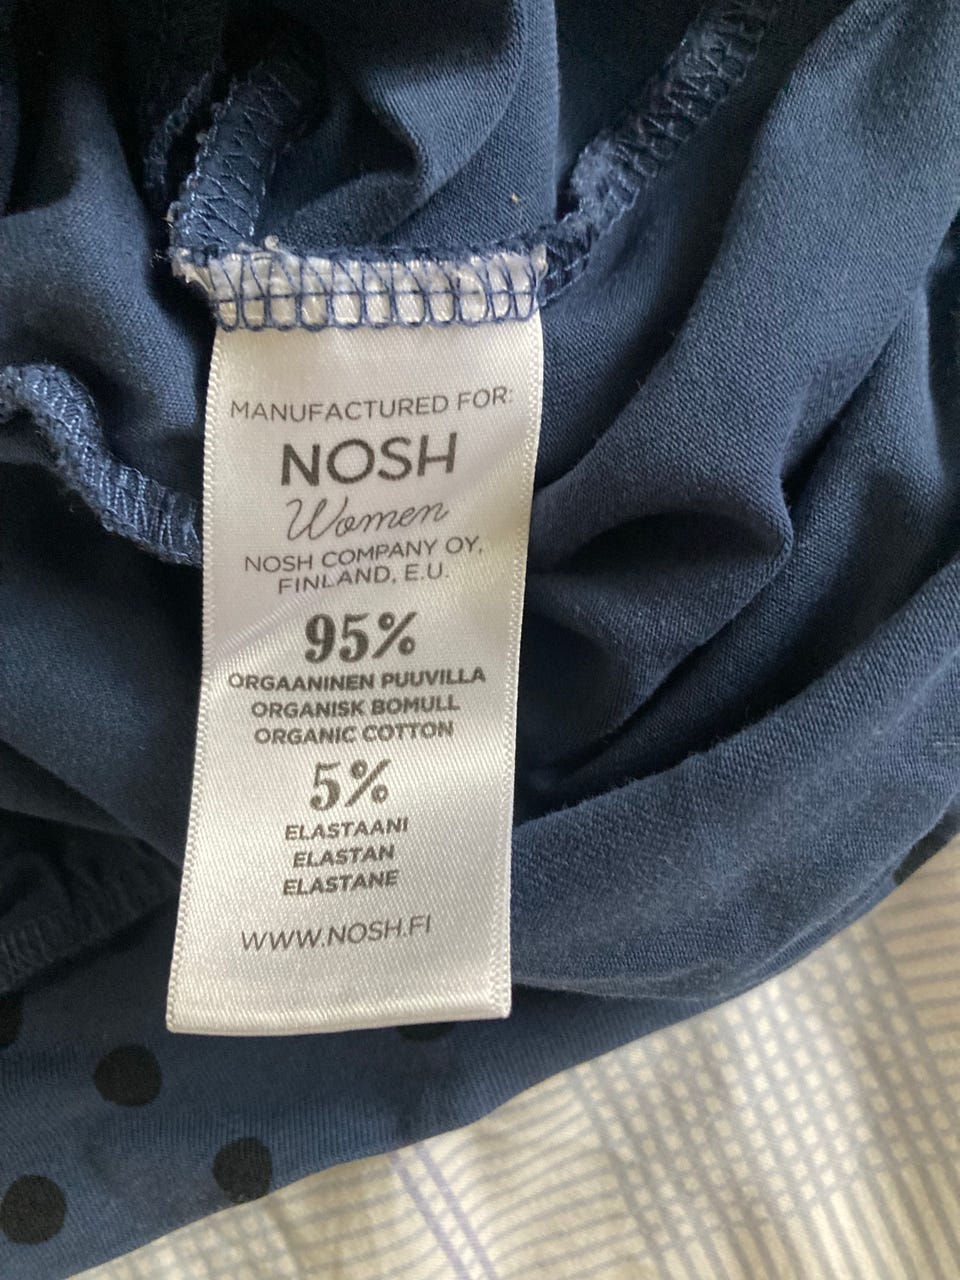 MANUFACTURED FOR:
NOSH
Women
NOSH COMPANY OY,
FINLAND, E.U.
95%
ORGAANINEN PUUVILLA
ORGANISK BOMULL
ORGANIC COTTON
5%
ELASTAANI
ELASTAN
ELASTANE
WWW.NOSH.FI